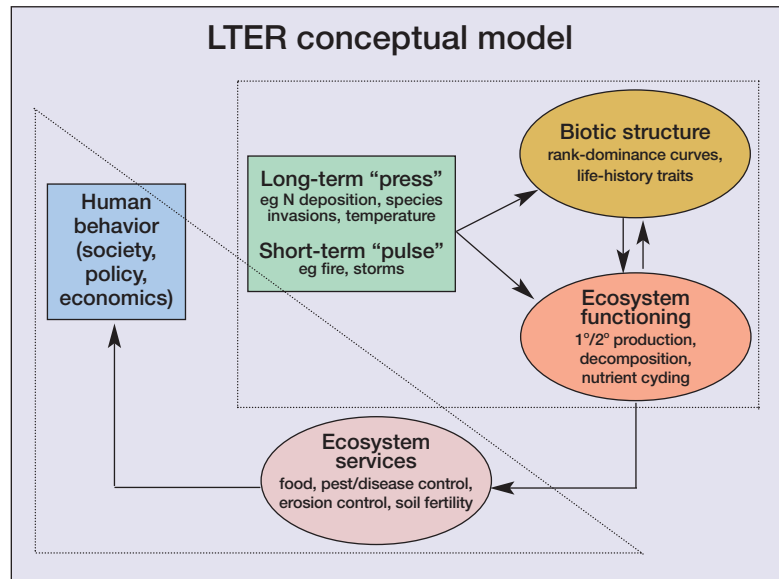 LTER conceptual model
Biotic structure
rank-dominance curves,
life-history traits
Long-term “press”
eg N deposition, species
invasions, temperature
Short-term “pulse”
eg fire, storms
Human
behavior
(society,
policy,
economics)
Ecosystem
functioning
1°/2° production,
decomposition,
nutrient cyding
Ecosystem
services
food, pest/disease control,
erosion control, soil fertility